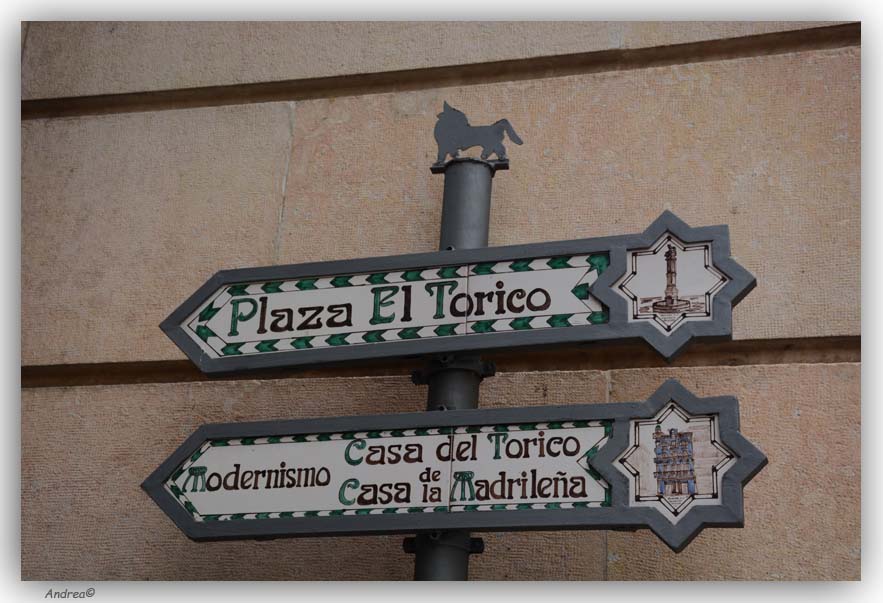 Plaza El Torico
Modernismo
Casa del Torico
Casa de la Madrileña
Andrea©